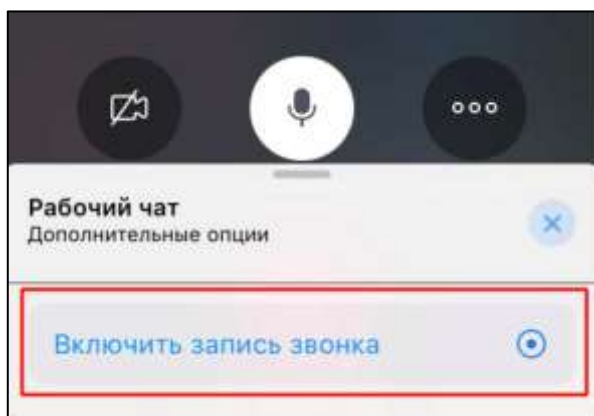 Рабочий чат
Дополнительные опции
Включить запись звонка